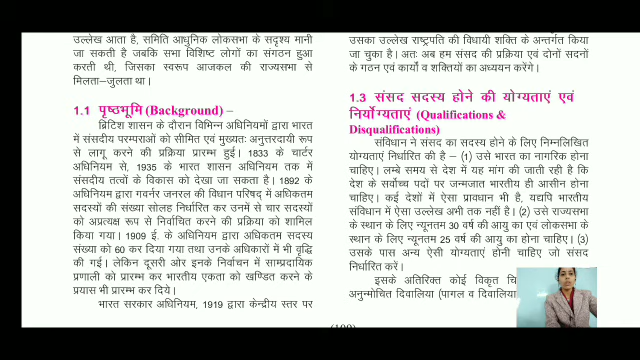 उल्लेख आता है, समिति आधुनिक लोकसभा के सदृश्य मानी
जा सकती है जबकि सभा विशिष्ट लोगों का संगठन हुआ
करती थी, जिसका स्वरूप आजकल की राज्यसभा से
मिलता-जुलता था।
1.1 पृष्ठभूमि (Background) –
ब्रिटिश शासन के दौरान विभिन्न अधिनियमों द्वारा भारत
में संसदीय परम्पराओं को सीमित एवं मुख्यतः अनुत्तरदायी रूप
से लागू करने की प्रक्रिया प्रारम्भ हुई। 1833 के चार्टर
अधिनियम से, 1935 के भारत शासन अधिनियम तक में
संसदीय तत्वों के विकास को देखा जा सकता है। 1892 के
अधिनियम द्वारा गवर्नर जनरल की विधान परिषद् में अधिकतम
सदस्यों की संख्या सोलह निर्धारित कर उनमें से चार सदस्यों
को अप्रत्यक्ष रूप से निर्वाचित करने की प्रक्रिया को शामिल
किया गया। 1909 ई. के अधिनियम द्वारा अधिकतम सदस्य
संख्या को 60 कर दिया गया तथा उनके अधिकारों में भी वृद्धि
की गई। लेकिन दूसरी ओर इनके निर्वाचन में साम्प्रदायिक
प्रणाली को प्रारम्भ कर भारतीय एकता को खण्डित करने के
प्रयास भी प्रारम्भ कर दिये।
भारत सरकार अधिनियम, 1919 द्वारा केन्द्रीय स्तर पर
उसका उल्लेख राष्ट्रपति की विधायी शक्ति के अन्तर्गत किया
जा चुका है। अतः अब हम संसद की प्रक्रिया एवं दोनों सदनों
के गठन एवं कार्यों व शक्तियों का अध्ययन करेंगे।
1.3 संसद सदस्य होने की योग्यताएं एवं
निर्योग्यताएं (Qualifications &
Disqualifications)
संविधान ने संसद का सदस्य होने के लिए निम्नलिखित
योग्यताएं निर्धारित की है – (1) उसे भारत का नागरिक होना
चाहिए। लम्बे समय से देश में यह मांग की जाती रही है कि
देश के सर्वोच्च पदों पर जन्मजात भारतीय ही आसीन होना
चाहिए। कई देशों में ऐसा प्रावधान भी है, यद्यपि भारतीय
संविधान में ऐसा उल्लेख अभी तक नहीं है। (2) उसे राज्यसभा
के स्थान के लिए न्यूनतम 30 वर्ष की आयु का एवं लोकसभा के
स्थान के लिए न्यूनतम 25 वर्ष की आयु का होना चाहिए। (3)
उसके पास अन्य ऐसी योग्यताएं होनी चाहिए जो संसद
निर्धारित करें।
इसके अतिरिक्त कोई विकृत
अनुन्मोचित दिवालिया (पागल व दिवालिया